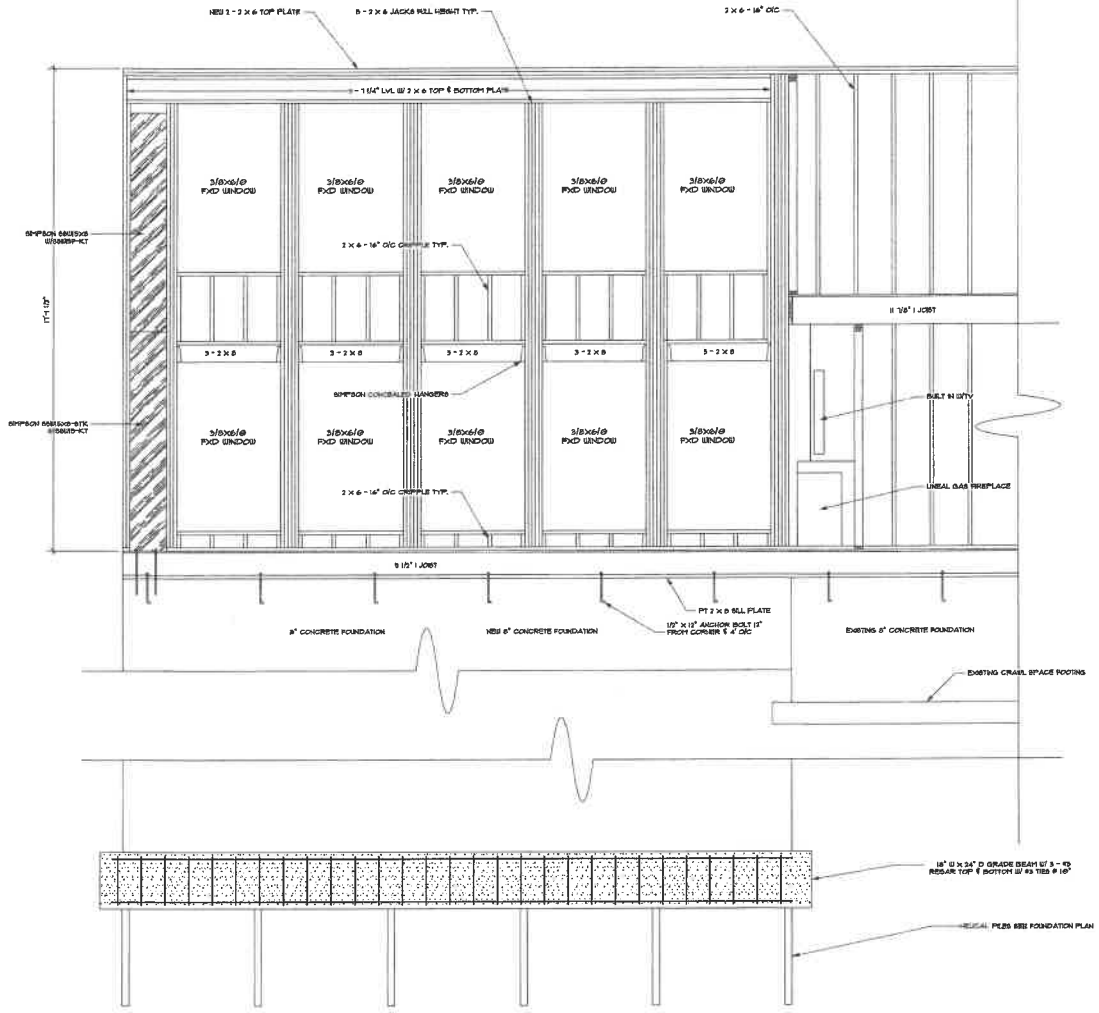 NEW 2 - 2 X 6 TOP PLATE
5 - 2 X 6 JACKS FULL HEIGHT TYP.
2 X 6 - 16" O/C
LVL W/ 2 X 6 TOP & BOTTOM PLATE
3/8X6/0
FXD WINDOW
3/8X6/0
FXD WINDOW
3/8X6/0
FXD WINDOW
3/8X6/0
FXD WINDOW
3/8X6/0
FXD WINDOW
SIMPSON
2 X 6 - 16" O/C CRIPPLE TYP.
17'-1 1/2"
11 7/8" I JOIST
3 - 2 X 8
3 - 2 X 8
3 - 2 X 8
3 - 2 X 8
3 - 2 X 8
SIMPSON CONCEALED HANGERS
BUILT IN
SIMPSON
3/8X6/0
FXD WINDOW
3/8X6/0
FXD WINDOW
3/8X6/0
FXD WINDOW
3/8X6/0
FXD WINDOW
3/8X6/0
FXD WINDOW
LINEAL GAS FIREPLACE
2 X 6 - 16" O/C CRIPPLE TYP.
9 1/2" I JOIST
PT 2 X 8 SILL PLATE
1/2" X 12" ANCHOR BOLT 12"
FROM CORNER & 4' O/C
8" CONCRETE FOUNDATION
NEW 8" CONCRETE FOUNDATION
EXISTING 8" CONCRETE FOUNDATION
EXISTING CRAWL SPACE FOOTING
18" W X 24" D GRADE BEAM W/ 3 - #5
REBAR TOP & BOTTOM W/ #3 TIES @
HELICAL PILES SEE FOUNDATION PLAN